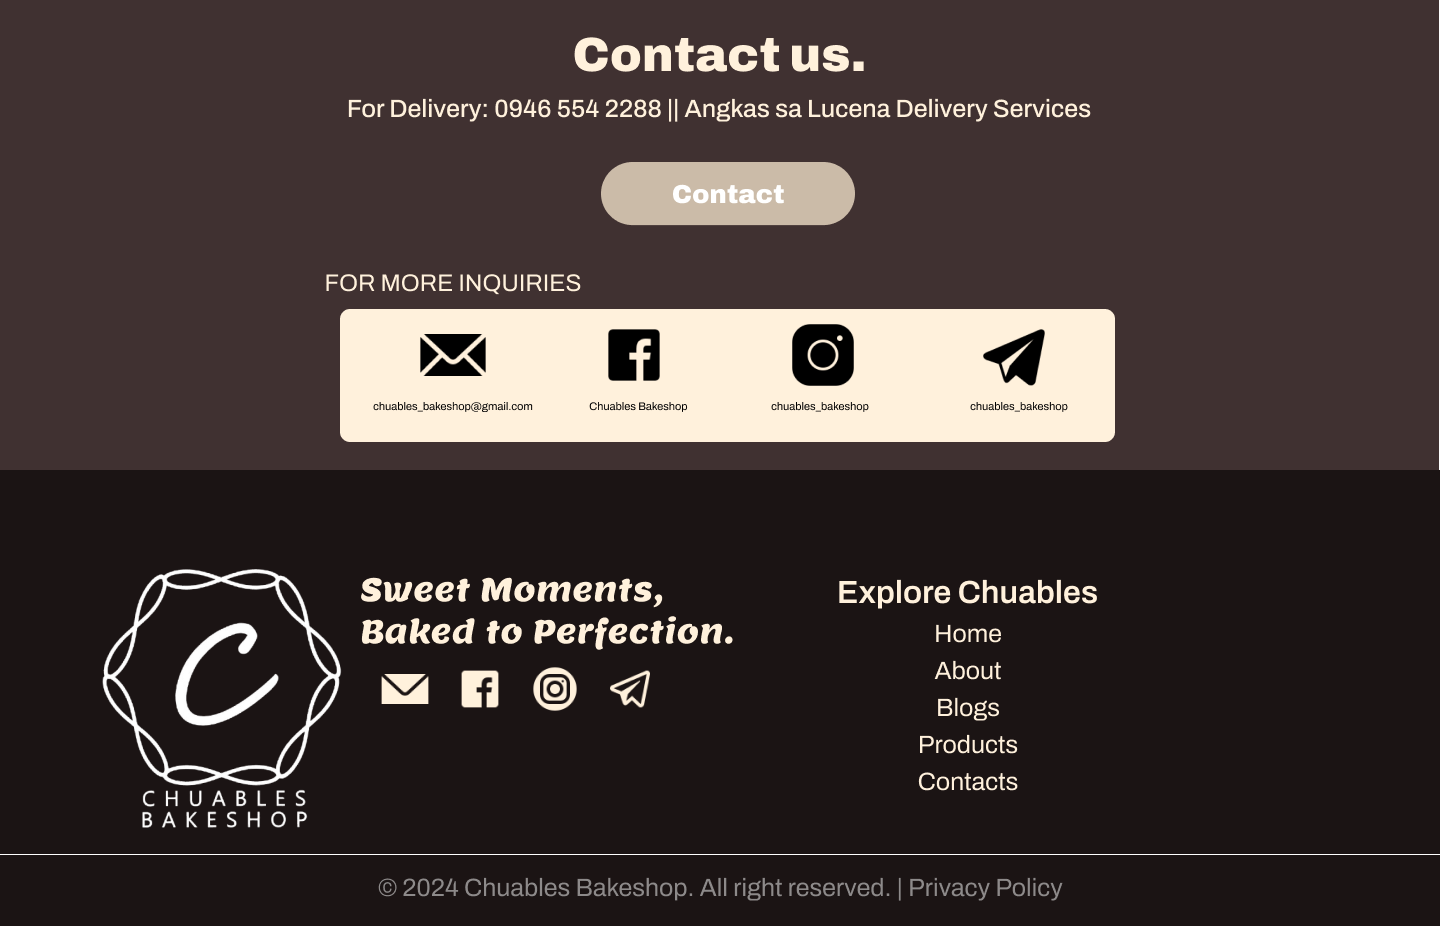 Contact us.
For Delivery: 0946 554 2288 || Angkas sa Lucena Delivery Services
Contact
FOR MORE INQUIRIES
chuables_bakeshop@gmail.com
Chuables Bakeshop
chuables_bakeshop
chuables_bakeshop
C
CHUABLES
BAKESHOP
Sweet Moments,
Baked to Perfection.
Explore Chuables
Home
About
Blogs
Products
Contacts
© 2024 Chuables Bakeshop. All right reserved. | Privacy Policy